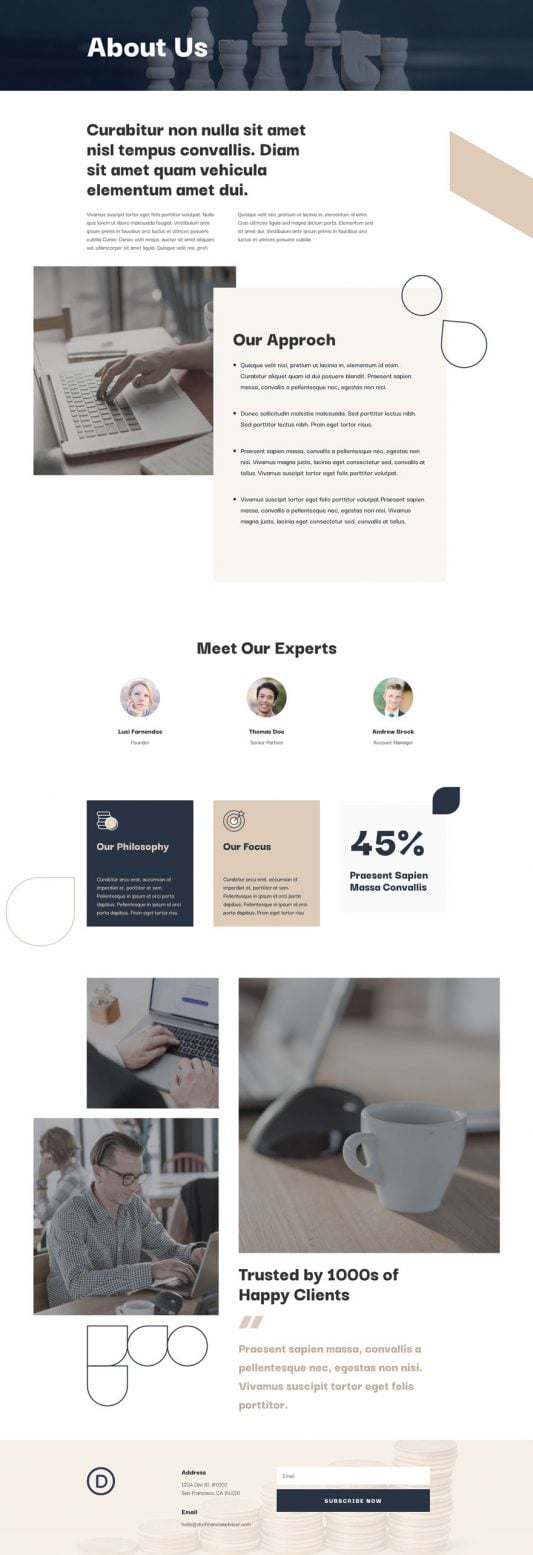 About Us
Curabitur non nulla sit amet
nisl tempus convallis. Diam
sit amet quam vehicula
elementum amet dui.
Vivamus suscipit tortor eget felis porttitor volutpat. Nulla
quis lorem ut libero malesuada feugiat. Vestibulum ante
ipsum primis in faucibus orci luctus et ultrices posuere
cubilia Curae; Donec velit neque, auctor sit amet aliquam
vel, ullamcorper sit amet ligula. Quisque velit nisi, preti
Quisque velit nisi, pretium ut lacinia in, elementum id enim.
Cras ultricies ligula sed magna dictum porta. Elementum sed
sit amet dui. Vestibulum ante ipsum primis in faucibus orci
luctus et ultrices posuere cubilia.
Our Approch
Quisque velit nisi, pretium ut lacinia in, elementum id enim.
Curabitur aliquet quam id dui posuere blandit. Praesent sapien
massa, convallis a pellentesque nec, egestas non nisi.
Donec sollicitudin molestie malesuada. Sed porttitor lectus nibh.
Sed porttitor lectus nibh. Proin eget tortor risus.
Praesent sapien massa, convallis a pellentesque nec, egestas non
nisi. Vivamus magna justo, lacinia eget consectetur sed, convallis at
tellus. Vivamus suscipit tortor eget felis porttitor volutpat.
Vivamus suscipit tortor eget felis porttitor volutpat.Praesent sapien
massa, convallis a pellentesque nec, egestas non nisi. Vivamus
magna justo, lacinia eget consectetur sed, convallis at tellus.
Meet Our Experts
Lusi Farnandos
Founder
Thomas Doe
Senior Partner
Andrew Brock
Account Manager
Our Philosophy
Curabitur arcu erat, accumsan id
imperdiet et, porttitor at sem.
Pellentesque in ipsum id orci porta
dapibus. Proin eget tortor risu
Our Focus
Curabitur arcu erat, accumsan id
imperdiet et, porttitor at sem.
Pellentesque in ipsum id orci porta
dapibus. Pellentesque in ipsum id orci porta
dapibus. Proin eget tortor risu
45%
Praesent Sapien
Massa Convallis
Trusted by 1000s of
Happy Clients
Praesent sapien massa, convallis a
pellentesque nec, egestas non nisi.
Vivamus suscipit tortor eget felis
porttitor.
D
Address
1234 Divi St. #1000
San Francisco, CA 94220
Email
hello@divifinancialadvisor.com
Email
SUBSCRIBE NOW